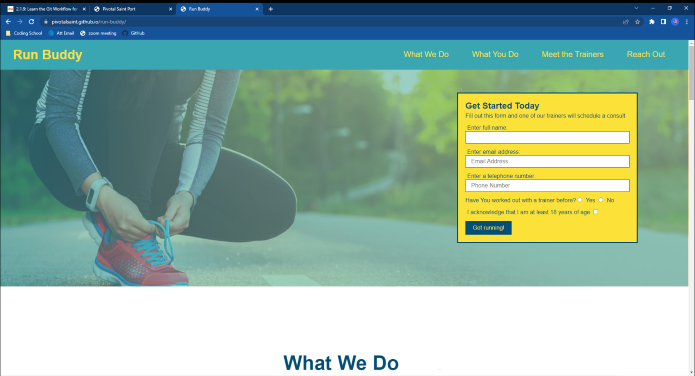 2.1.9: Learn the Git Workflow for
Pivotal Saint Port
Run Buddy
pivotalsaint.github.io/run-buddy/
Coding School
Att Email
zoom meeting
Github
Run Buddy
What We Do
What You Do
Meet the Trainers
Reach Out
Get Started Today
Fill out this form and one of our trainers will schedule a consult
Enter full name:
Enter email address:
Email Address
Enter a telephone number:
Phone Number
Have You worked out with a trainer before? Yes No
I acknowledge that I am at least 18 years of age
Get running!
What We Do